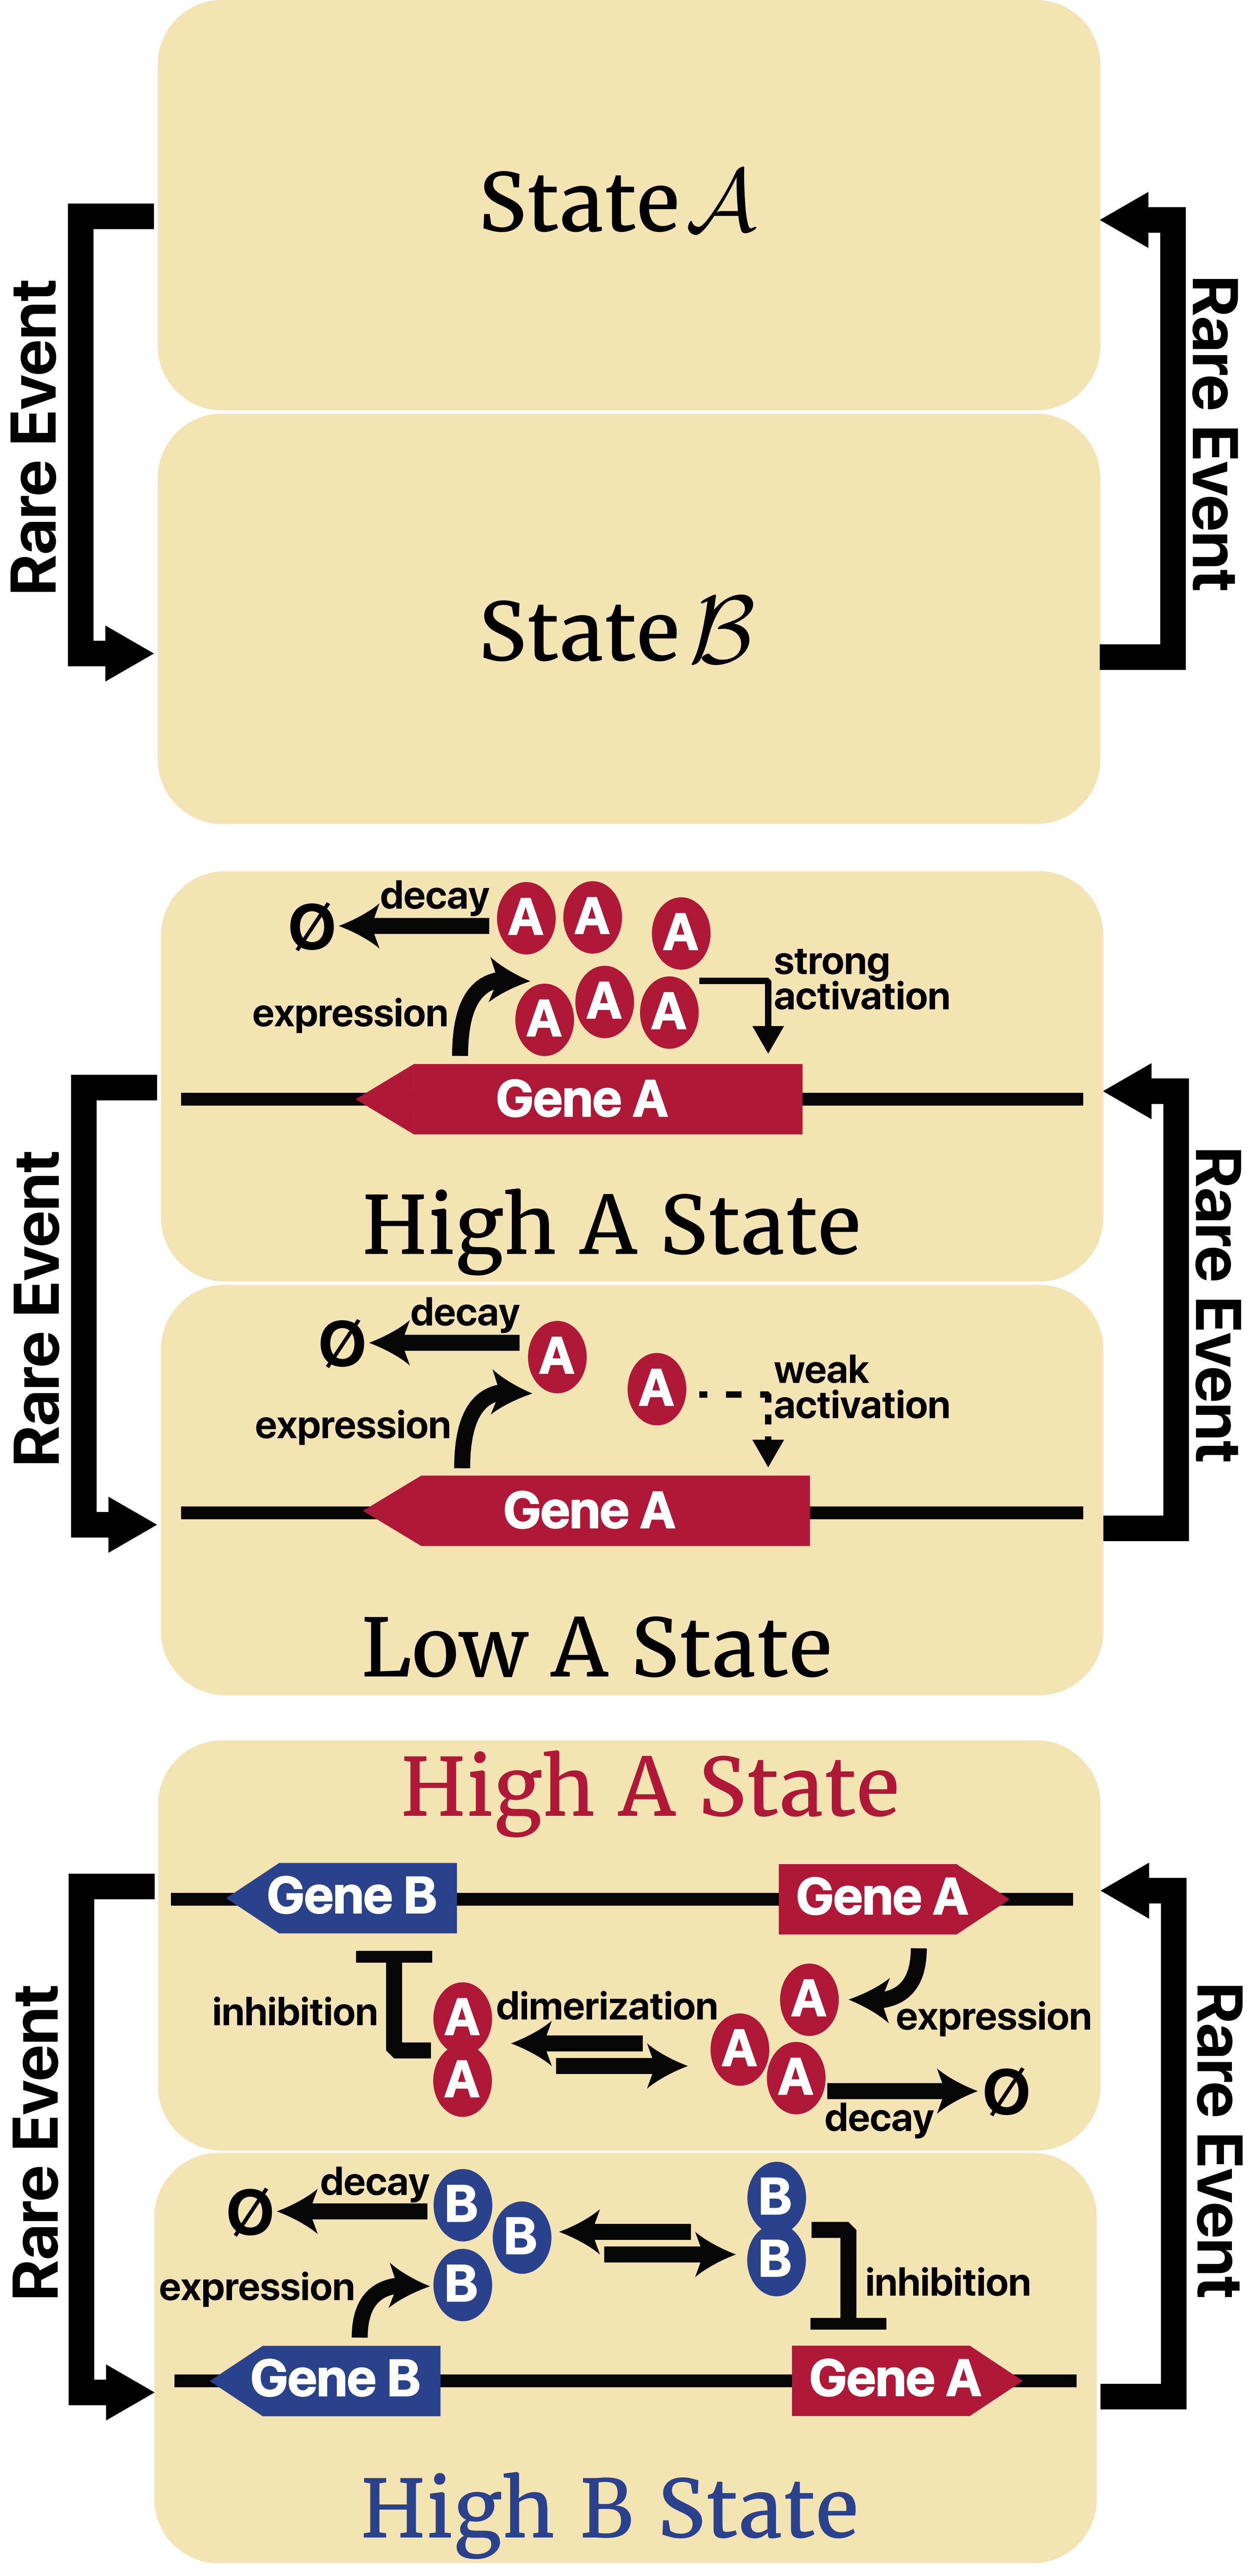 State 𝒜
Rare Event
Rare Event
State ℬ
decay
Ø
A
A
A
strong
activation
expression
A
A
A
Gene A
High A State
Rare Event
Rare Event
decay
Ø
A
A
weak
activation
expression
Gene A
Low A State
High A State
Gene B
Gene A
inhibition
A
dimerization
A
expression
A
A
A
decay
Ø
Rare Event
Rare Event
decay
Ø
B
B
B
B
B
inhibition
expression
Gene B
Gene A
High B State